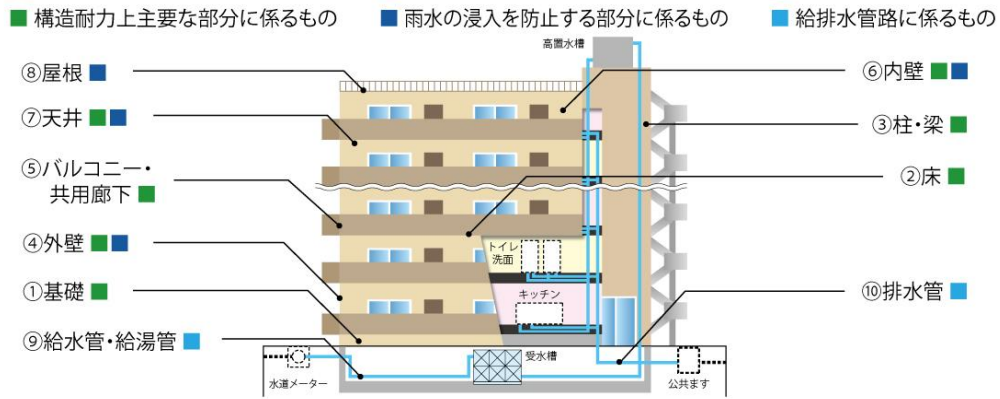 ■ 構造耐力上主要な部分に係るもの ■ 雨水の浸入を防止する部分に係るもの ■ 給排水管路に係るもの
高置水槽
⑧屋根 ■
⑥内壁 ■ ■
⑦天井 ■ ■
③柱・梁 ■
⑤バルコニー・
共用廊下 ■
②床 ■
④外壁 ■ ■
トイレ
洗面
①基礎 ■
キッチン
⑩排水管 ■
⑨給水管・給湯管 ■
受水槽
水道メーター
公共ます